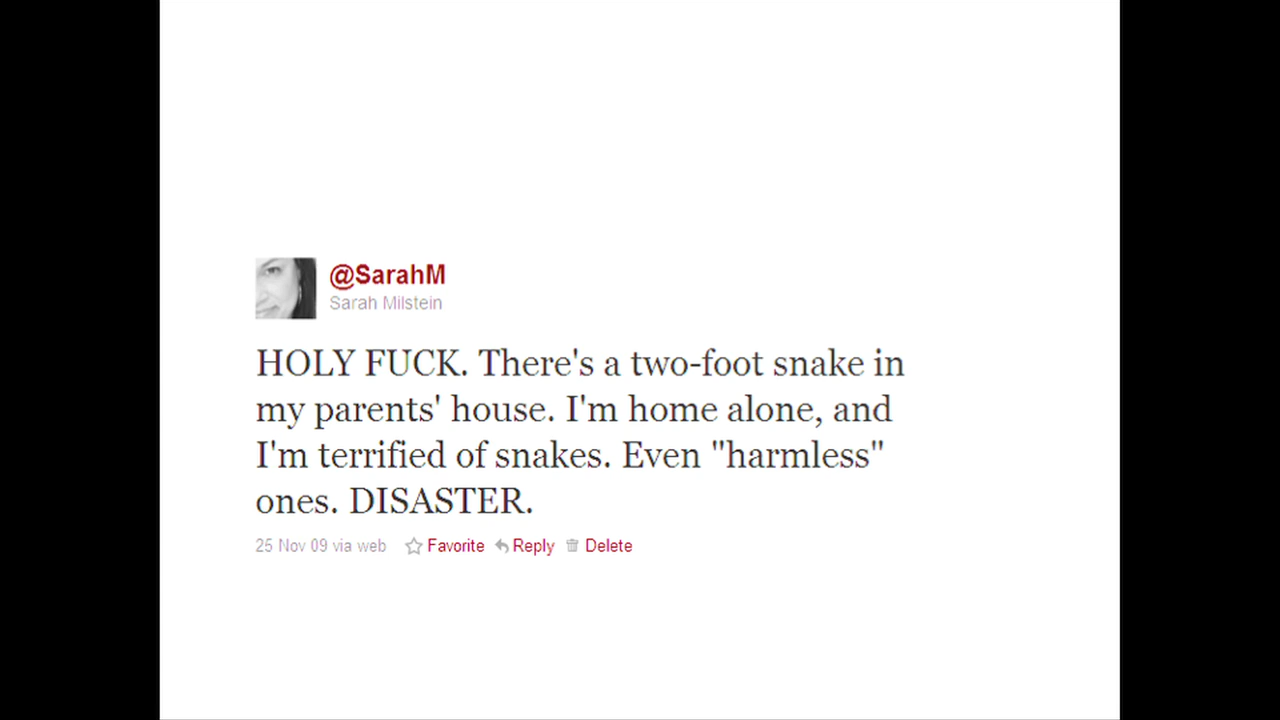 @SarahM
Sarah Milstein
HOLY FUCK. There's a two-foot snake in
my parents' house. I'm home alone, and
I'm terrified of snakes. Even "harmless"
ones. DISASTER.
25 Nov 09 via web Favorite Reply Delete